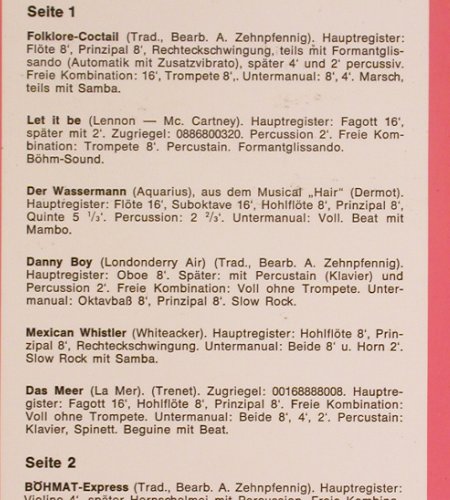 Seite 1
Folklore-Coctail (Trad., Bearb. A. Zehnpfennig). Hauptregister:
Flöte 8', Prinzipal 8', Rechteckschwingung, teils mit Formantglis-
sando (Automatik mit Zusatzvibrato), später 4' und 2' percussiv.
Freie Kombination: 16', Trompete 8',. Untermanual: 8', 4'. Marsch,
teils mit Samba.
Let it be (Lennon — Mc. Cartney). Hauptregister: Fagott 16',
später mit 2'. Zugriegel: 0886800320. Percussion 2'. Freie Kom-
bination: Trompete 8'. Percustain. Formantglissando.
Böhm-Sound.
Der Wassermann (Aquarius), aus dem Musical „Hair" (Dermot).
Hauptregister: Flöte 16', Suboktave 16', Hohlflöte 8', Prinzipal 8',
Quinte 5 1/3'. Percussion: 2 2/3'. Untermanual: Voll. Beat mit
Mambo.
Danny Boy (Londonderry Air) (Trad., Bearb. A. Zehnpfennig).
Hauptregister: Oboe 8'. Später: mit Percustain (Klavier) und
Percussion 2'. Freie Kombination: Voll ohne Trompete. Unter-
manual: Oktavbaß 8', Prinzipal 8'. Slow Rock.
Mexican Whistler (Whiteacker). Hauptregister: Hohlflöte 8', Prin-
zipal 8', Rechteckschwingung. Untermanual: Beide 8' u. Horn 2'.
Slow Rock mit Samba.
Das Meer (La Mer). (Trenet). Zugriegel: 00168888008. Hauptre-
gister: Fagott 16', Hohlflöte 8', Prinzipal 8'. Freie Kombination:
Voll ohne Trompete. Untermanual: Beide 8', 4', 2'. Percustain:
Klavier, Spinett. Beguine mit Beat.
Seite 2
BÖHMAT-Express (Trad., Bearb. A. Zehnpfennig). Hauptregister: